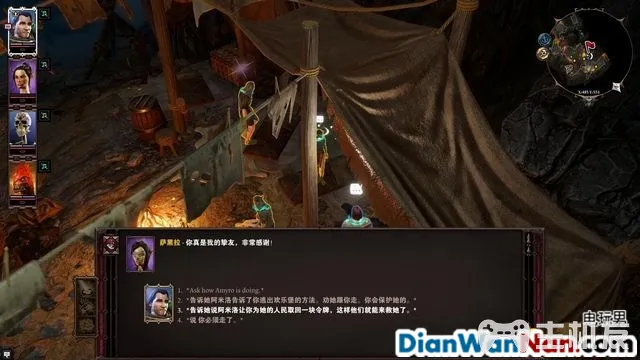 X:485 Y:551
萨黑拉 - 你真是我的挚友，非常感谢！
1. *Ask how Amyro is doing.*
2. *告诉她阿米洛告诉了你逃出欢乐堡的方法。劝她跟你走。你会保护她的。*
3. *告诉她说阿米洛让你为她的人民取回一块令牌，这样他们就能来救她了。*
4. *说 你必须走了。*
电玩男
DianWanNan.com